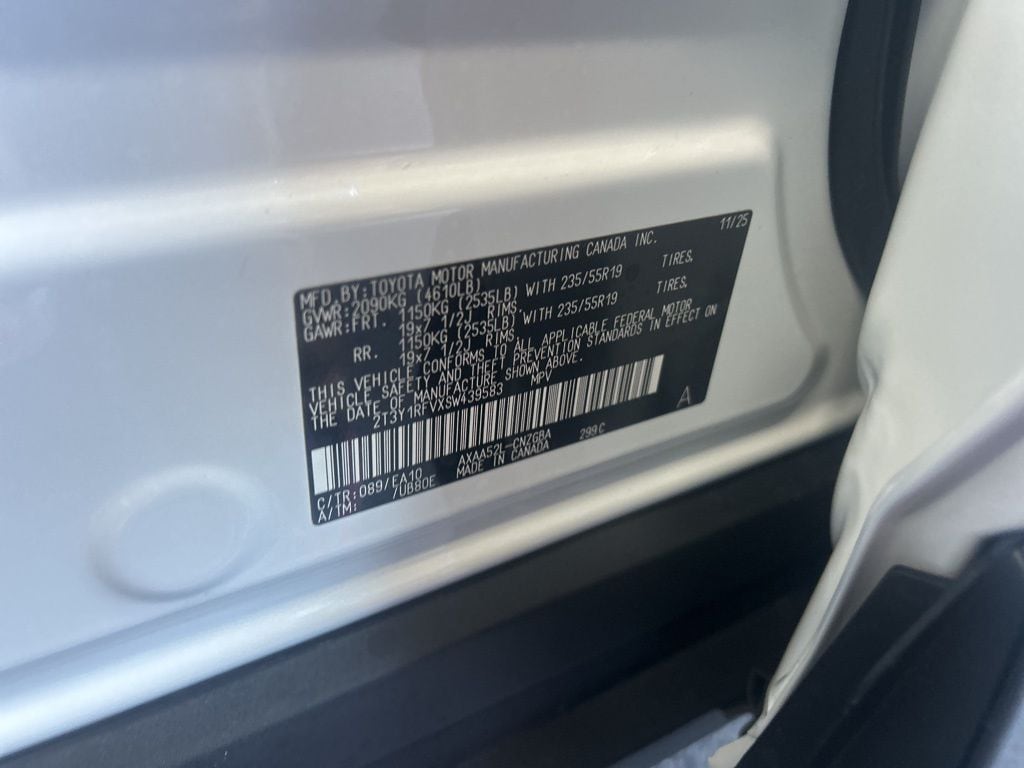 11/25
MFD.BY:TOYOTA MOTOR MANUFACTURING CANADA INC.
GVWR:2090KG (4610LB)
GAWR:FRT. 1150KG (2535LB) WITH 235/55R19 TIRES,
19x7 1/2J RIMS.
RR. 1150KG (2535LB) WITH 235/55R19 TIRES,
19x7 1/2J RIMS.
THIS VEHICLE CONFORMS TO ALL APPLICABLE FEDERAL MOTOR
VEHICLE SAFETY AND THEFT PREVENTION STANDARDS IN EFFECT ON
THE DATE OF MANUFACTURE SHOWN ABOVE.
2T3Y1RFVXSW439583 MPV
A
C/TR:089/EA10 AXAA52L-CNZGBA 299C
A/TM: /UB80E MADE IN CANADA